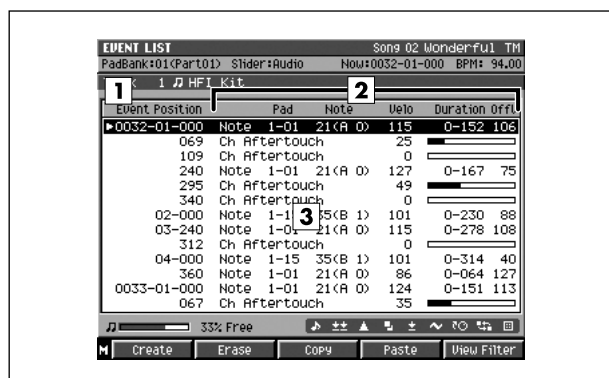 EVENT LIST Song 02 Wonderful TM
PadBank:01(Part01) Slider:Audio Now:0032-01-000 BPM: 94.00
1 HFI Kit
1 2
Event Position Pad Note Velo Duration OffV
0032-01-000 Note 1-01 21(A 0) 115 0-152 106
069 Ch Aftertouch 25
109 Ch Aftertouch 0
240 Note 1-01 21(A 0) 127 0-167 75
295 Ch Aftertouch 49
340 Ch Aftertouch 0
02-000 Note 3 35(B 1) 101 0-230 88
03-240 Note 1-01 21(A 0) 115 0-278 108
312 Ch Aftertouch 0
04-000 Note 1-15 35(B 1) 101 0-314 40
360 Note 1-01 21(A 0) 86 0-064 127
0033-01-000 Note 1-01 21(A 0) 124 0-151 113
067 Ch Aftertouch 35
33% Free
M Create Erase Copy Paste View Filter